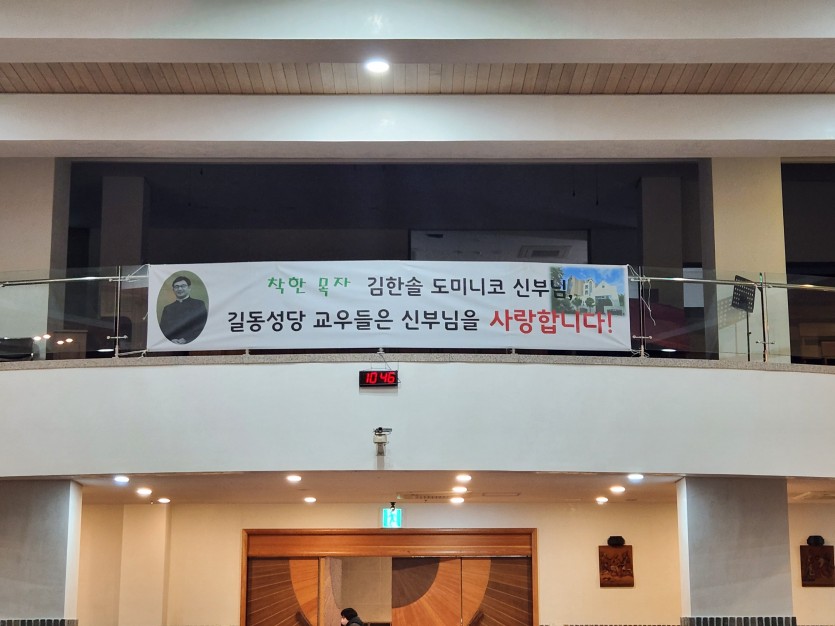 착한 목자 김한솔 도미니코 신부님,
길동성당 교우들은 신부님을 사랑합니다!
10:46